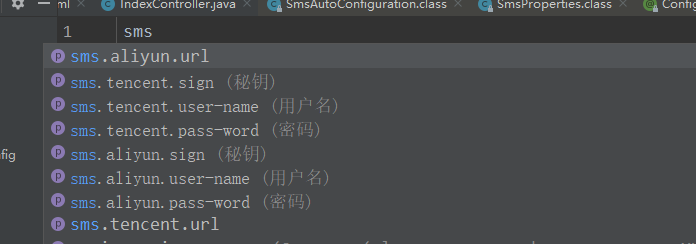 ml IndexController.java SmsAutoConfiguration.class SmsProperties.class Config
1 sms
sms.aliyun.url
sms.tencent.sign (秘钥)
sms.tencent.user-name (用户名)
sms.tencent.pass-word (密码)
sms.aliyun.sign (秘钥)
fig
sms.aliyun.user-name (用户名)
sms.aliyun.pass-word (密码)
sms.tencent.url